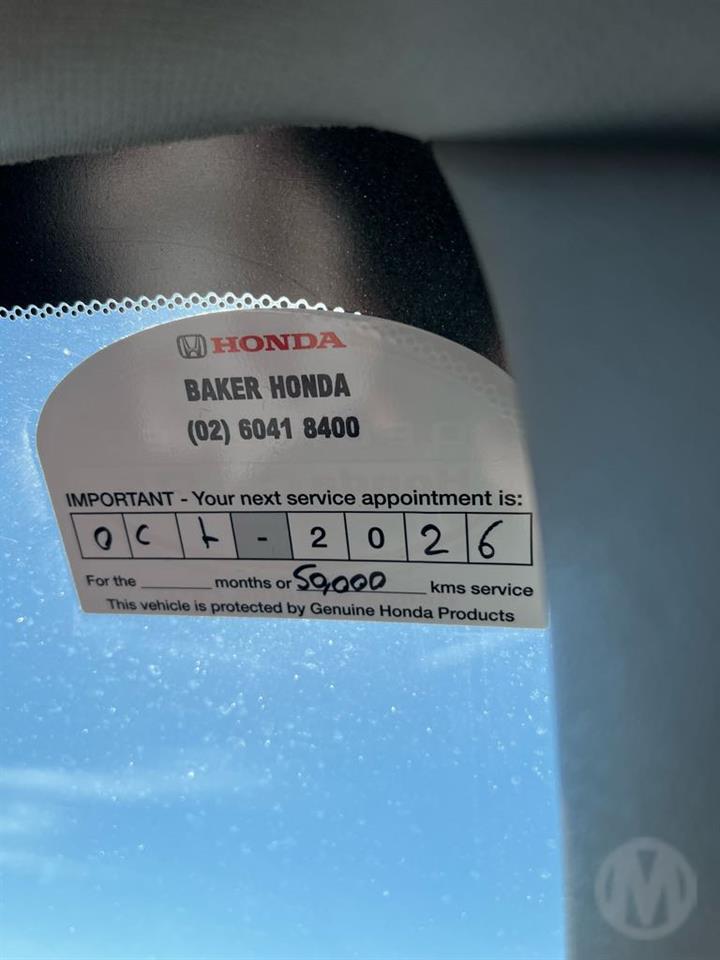 HONDA
BAKER HONDA
(02) 6041 8400
IMPORTANT - Your next service appointment is:
OCt - 2026
For the ______ months or 50,000 kms service
This vehicle is protected by Genuine Honda Products
M